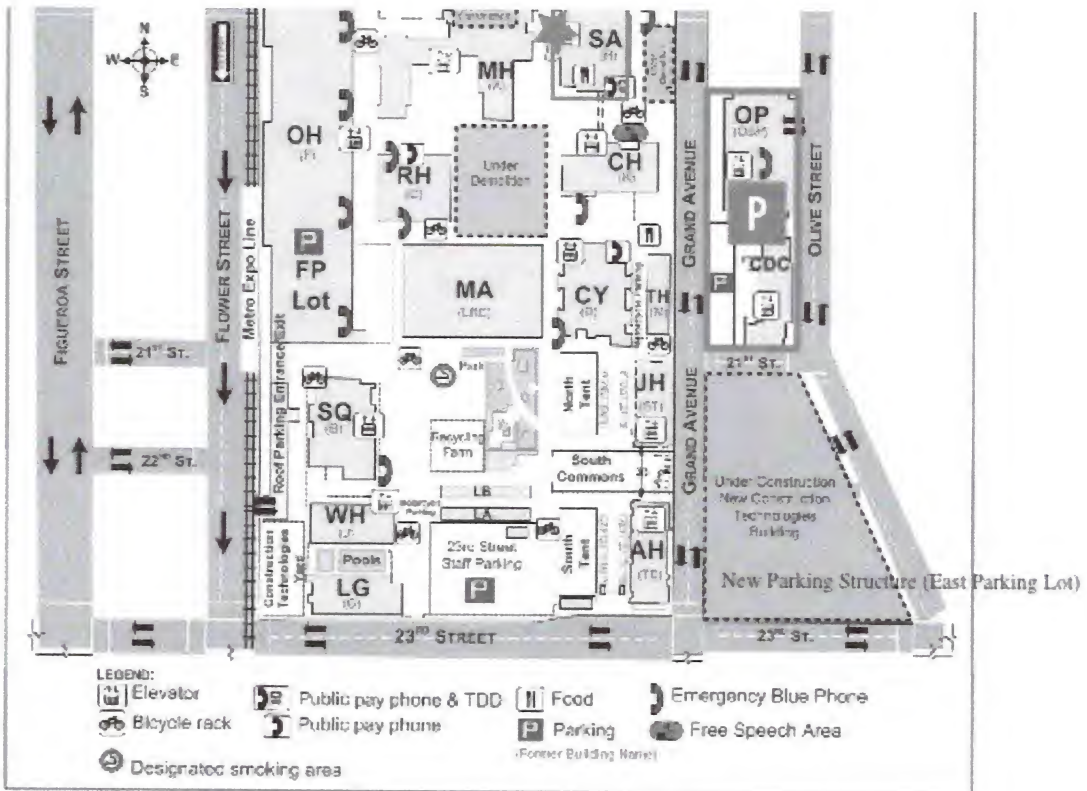 N
W E
S
SA
MH
OH
OP
RH
CH
Under
Demolition
P
P
FP
Lot
MA
CY
TH
CDC
P
FIGUEROA STREET
FLOWER STREET
Metro Expo Line
GRAND AVENUE
OLIVE STREET
21ST ST.
21ST ST.
Roof Parking Entrance/Exit
Park
SQ
(B)
North
Tent
JH
Recycling
Farm
South
Commons
22ND ST.
GRAND AVENUE
Under Construction
New Construction
Technologies
Building
LB
LA
WH
Construction
Technologies
Yard
Pools
LG
23rd Street
Staff Parking
P
South
Tent
AH
New Parking Structure (East Parking Lot)
23RD STREET
23RD ST.
LEGEND:
Elevator
Public pay phone & TDD
Food
Emergency Blue Phone
Bicycle rack
Public pay phone
P Parking
Free Speech Area
(Former Building Name)
Designated smoking area